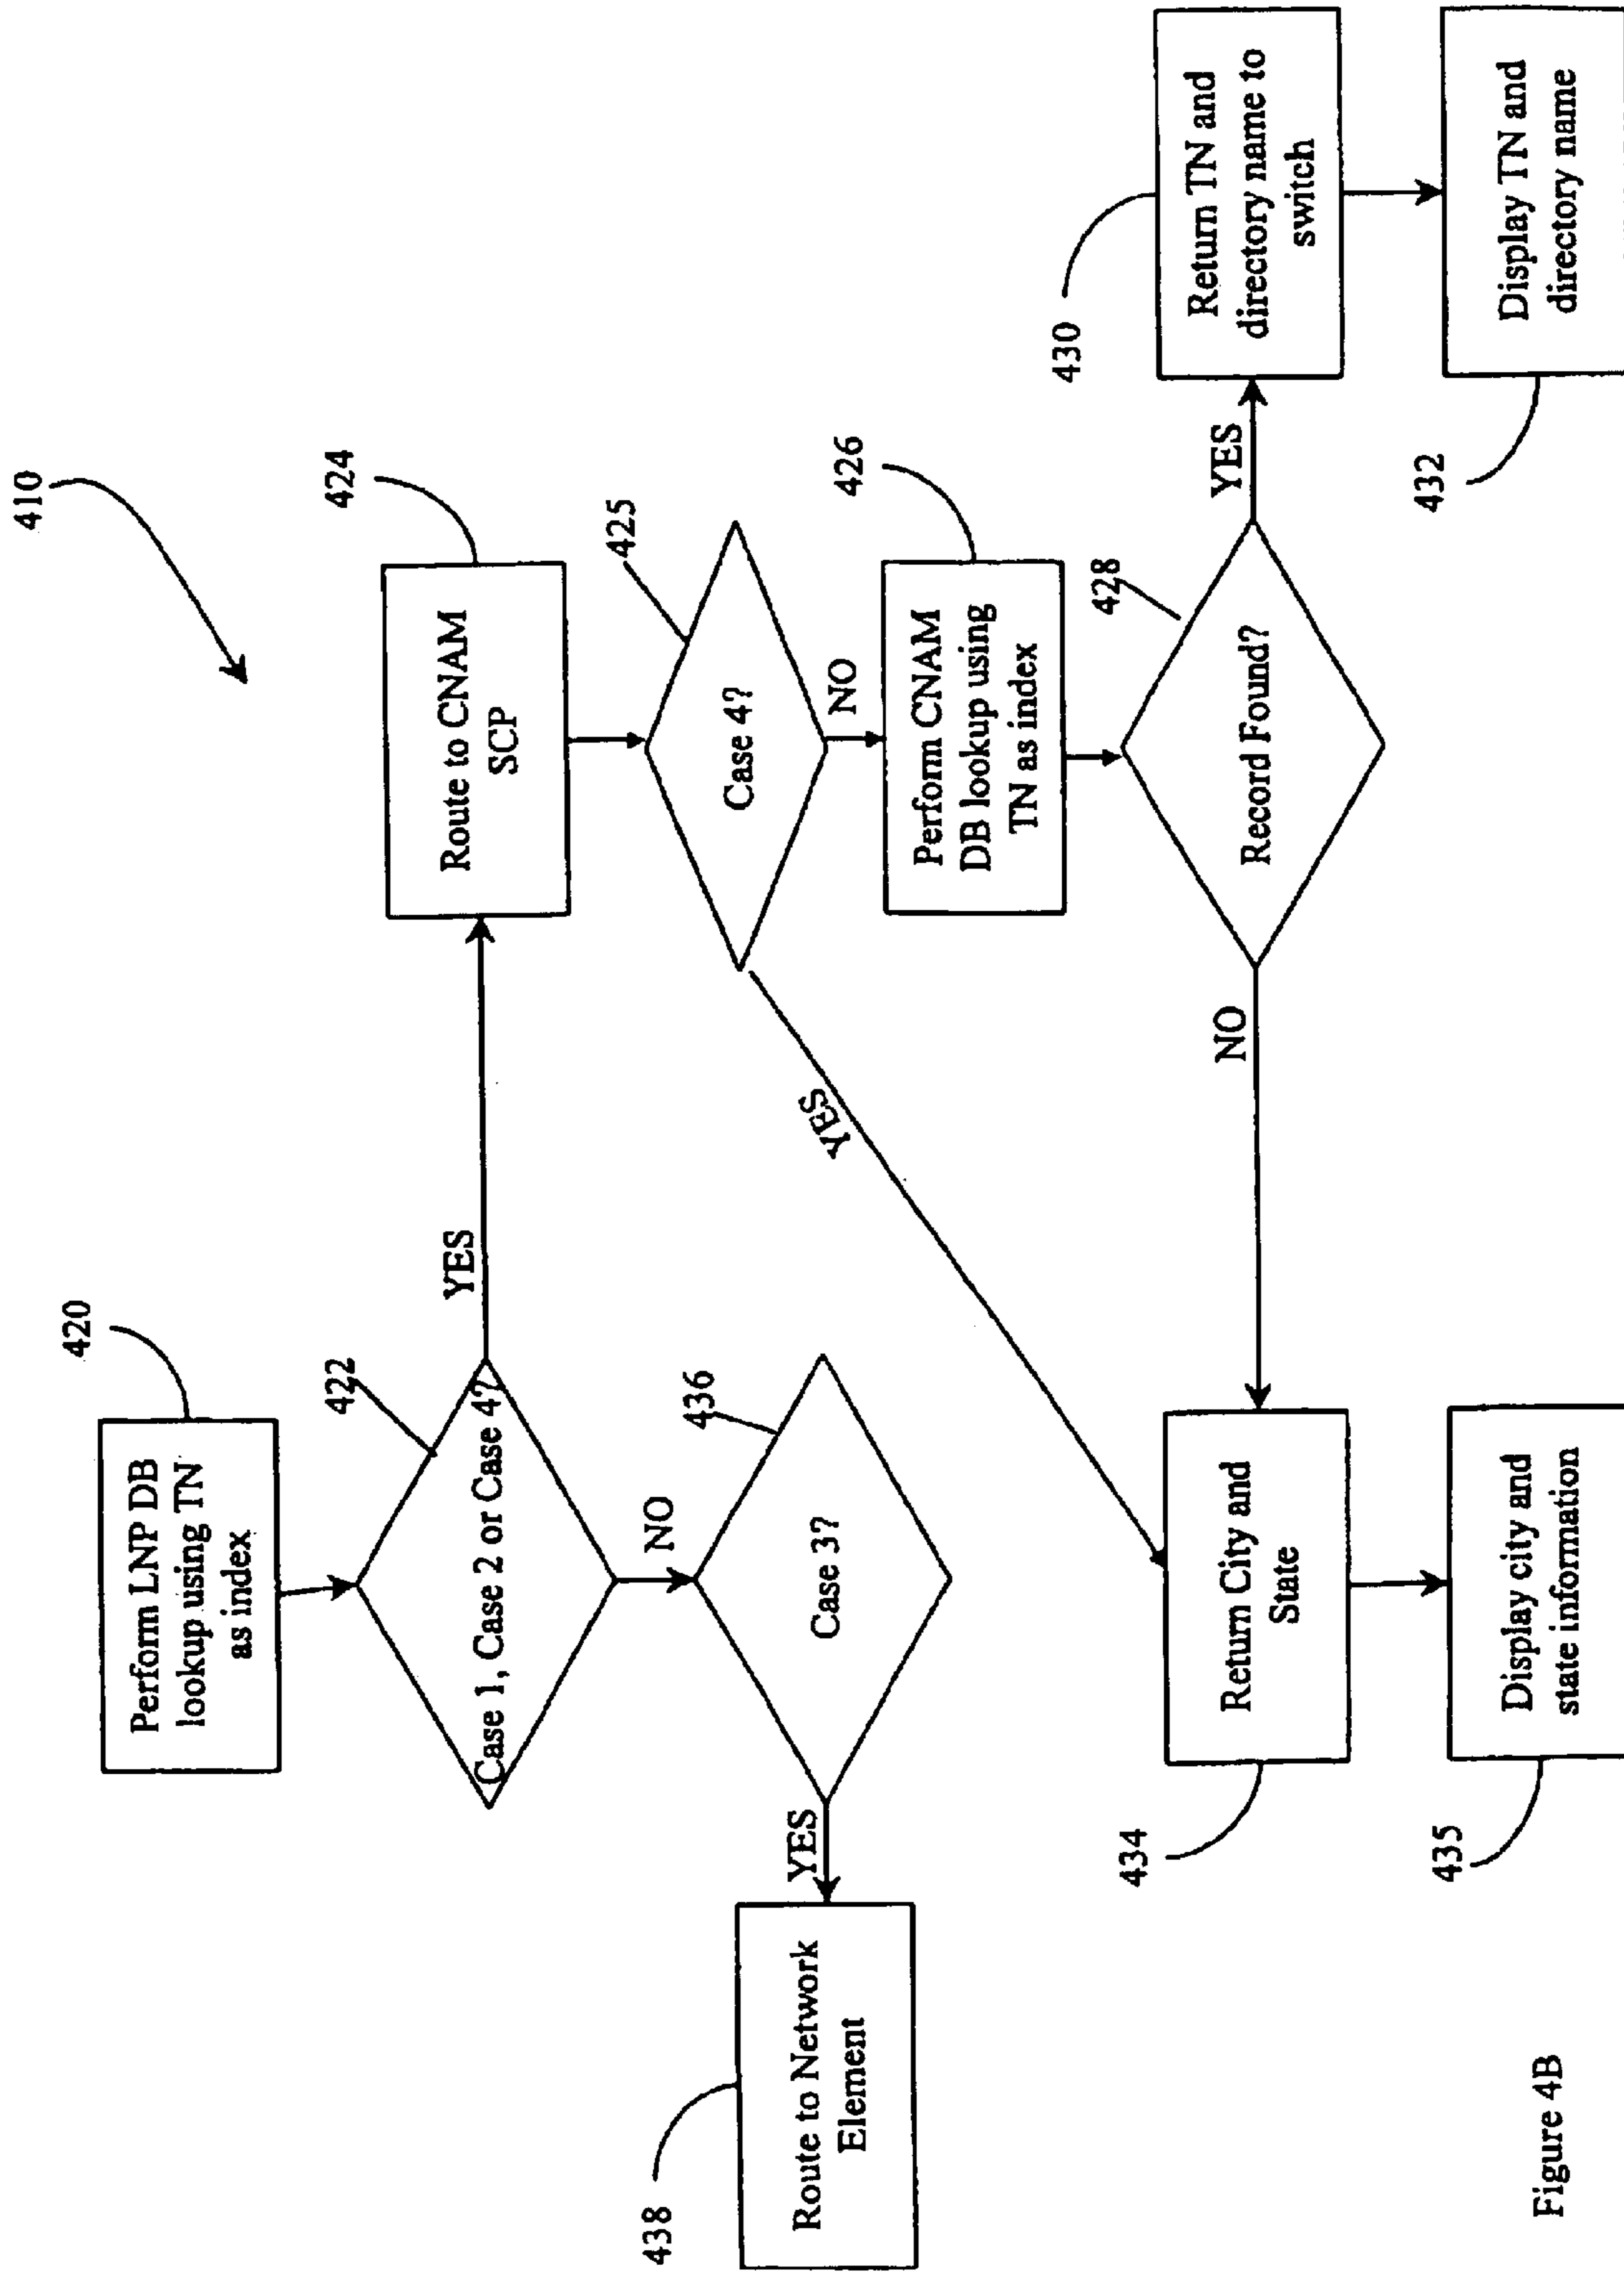 410
420
Perform LNP DB
lookup using TN
as index
422
Case 1, Case 2 or Case 4?
YES
424
Route to CNAM
SCP
NO
436
Case 3?
YES
438
Route to Network
Element
425
Case 4?
YES
NO
426
Perform CNAM
DB lookup using
TN as index
428
Record Found?
NO
YES
430
Return TN and
directory name to
switch
432
Display TN and
directory name
434
Return City and
State
435
Display city and
state information
Figure 4B